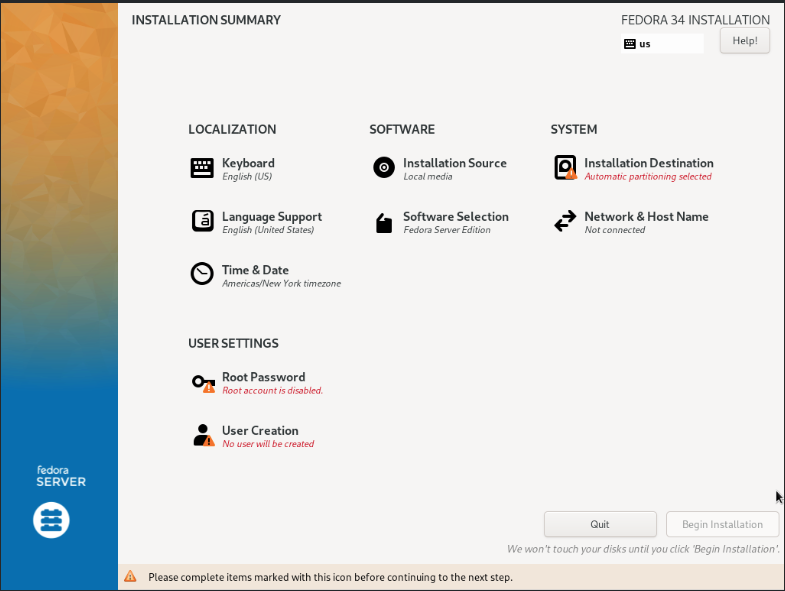 INSTALLATION SUMMARY
FEDORA 34 INSTALLATION
us
Help!
LOCALIZATION
Keyboard
English (US)
Language Support
English (United States)
Time & Date
Americas/New York timezone
SOFTWARE
Installation Source
Local media
Software Selection
Fedora Server Edition
SYSTEM
Installation Destination
Automatic partitioning selected
Network & Host Name
Not connected
USER SETTINGS
Root Password
Root account is disabled.
User Creation
No user will be created
fedora
SERVER
Quit
Begin Installation
We won't touch your disks until you click 'Begin Installation'.
Please complete items marked with this icon before continuing to the next step.